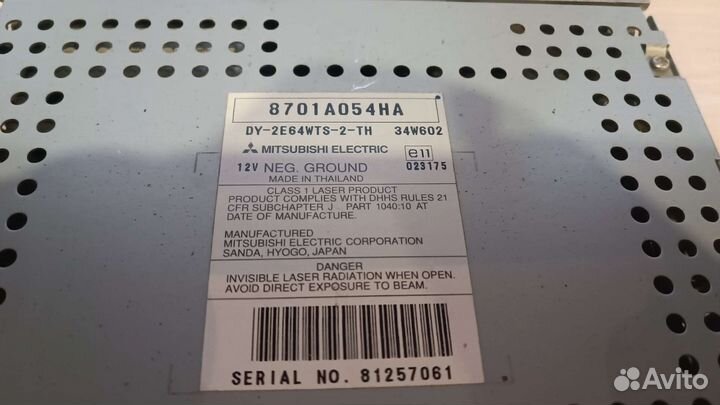 8701A054HA
DY-2E64WTS-2-TH 34W602
MITSUBISHI ELECTRIC e11
12V NEG. GROUND 023175
MADE IN THAILAND
CLASS 1 LASER PRODUCT
PRODUCT COMPLIES WITH DHHS RULES 21
CFR SUBCHAPTER J PART 1040:10 AT
DATE OF MANUFACTURE.
MANUFACTURED
MITSUBISHI ELECTRIC CORPORATION
SANDA, HYOGO, JAPAN
DANGER
INVISIBLE LASER RADIATION WHEN OPEN.
AVOID DIRECT EXPOSURE TO BEAM.
SERIAL NO. 81257061
Avito